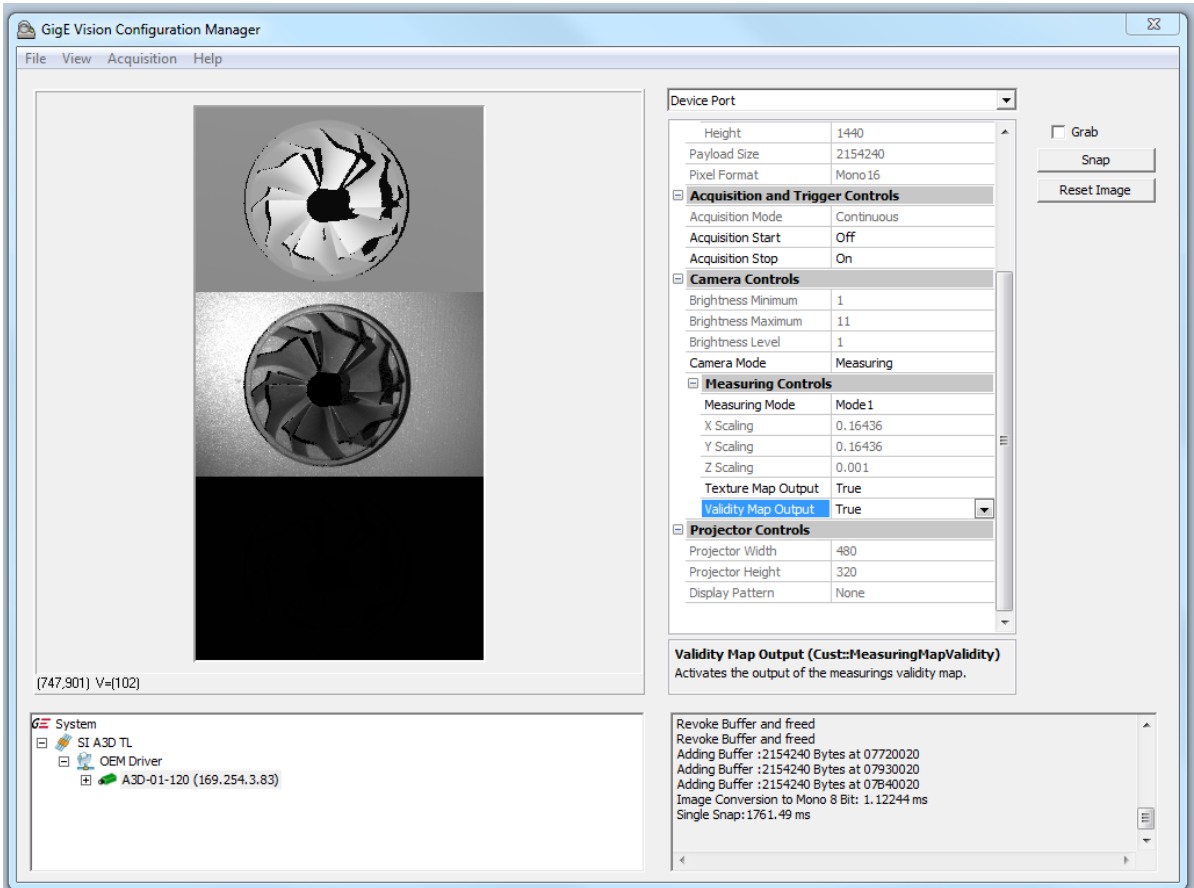 GigE Vision Configuration Manager
File View Acquisition Help
Device Port
Height 1440
Payload Size 2154240
Pixel Format Mono16
Acquisition and Trigger Controls
Acquisition Mode Continuous
Acquisition Start Off
Acquisition Stop On
Camera Controls
Brightness Minimum 1
Brightness Maximum 11
Brightness Level 1
Camera Mode Measuring
Measuring Controls
Measuring Mode Mode1
X Scaling 0.16436
Y Scaling 0.16436
Z Scaling 0.001
Texture Map Output True
Validity Map Output True
Projector Controls
Projector Width 480
Projector Height 320
Display Pattern None
Grab
Snap
Reset Image
Validity Map Output (Cust::MeasuringMapValidity)
Activates the output of the measurings validity map.
(747,901) V=(102)
System
SI A3D TL
OEM Driver
A3D-01-120 (169.254.3.83)
Revoke Buffer and freed
Revoke Buffer and freed
Adding Buffer :2154240 Bytes at 07720020
Adding Buffer :2154240 Bytes at 07930020
Adding Buffer :2154240 Bytes at 07B40020
Image Conversion to Mono 8 Bit: 1.12244 ms
Single Snap:1761.49 ms